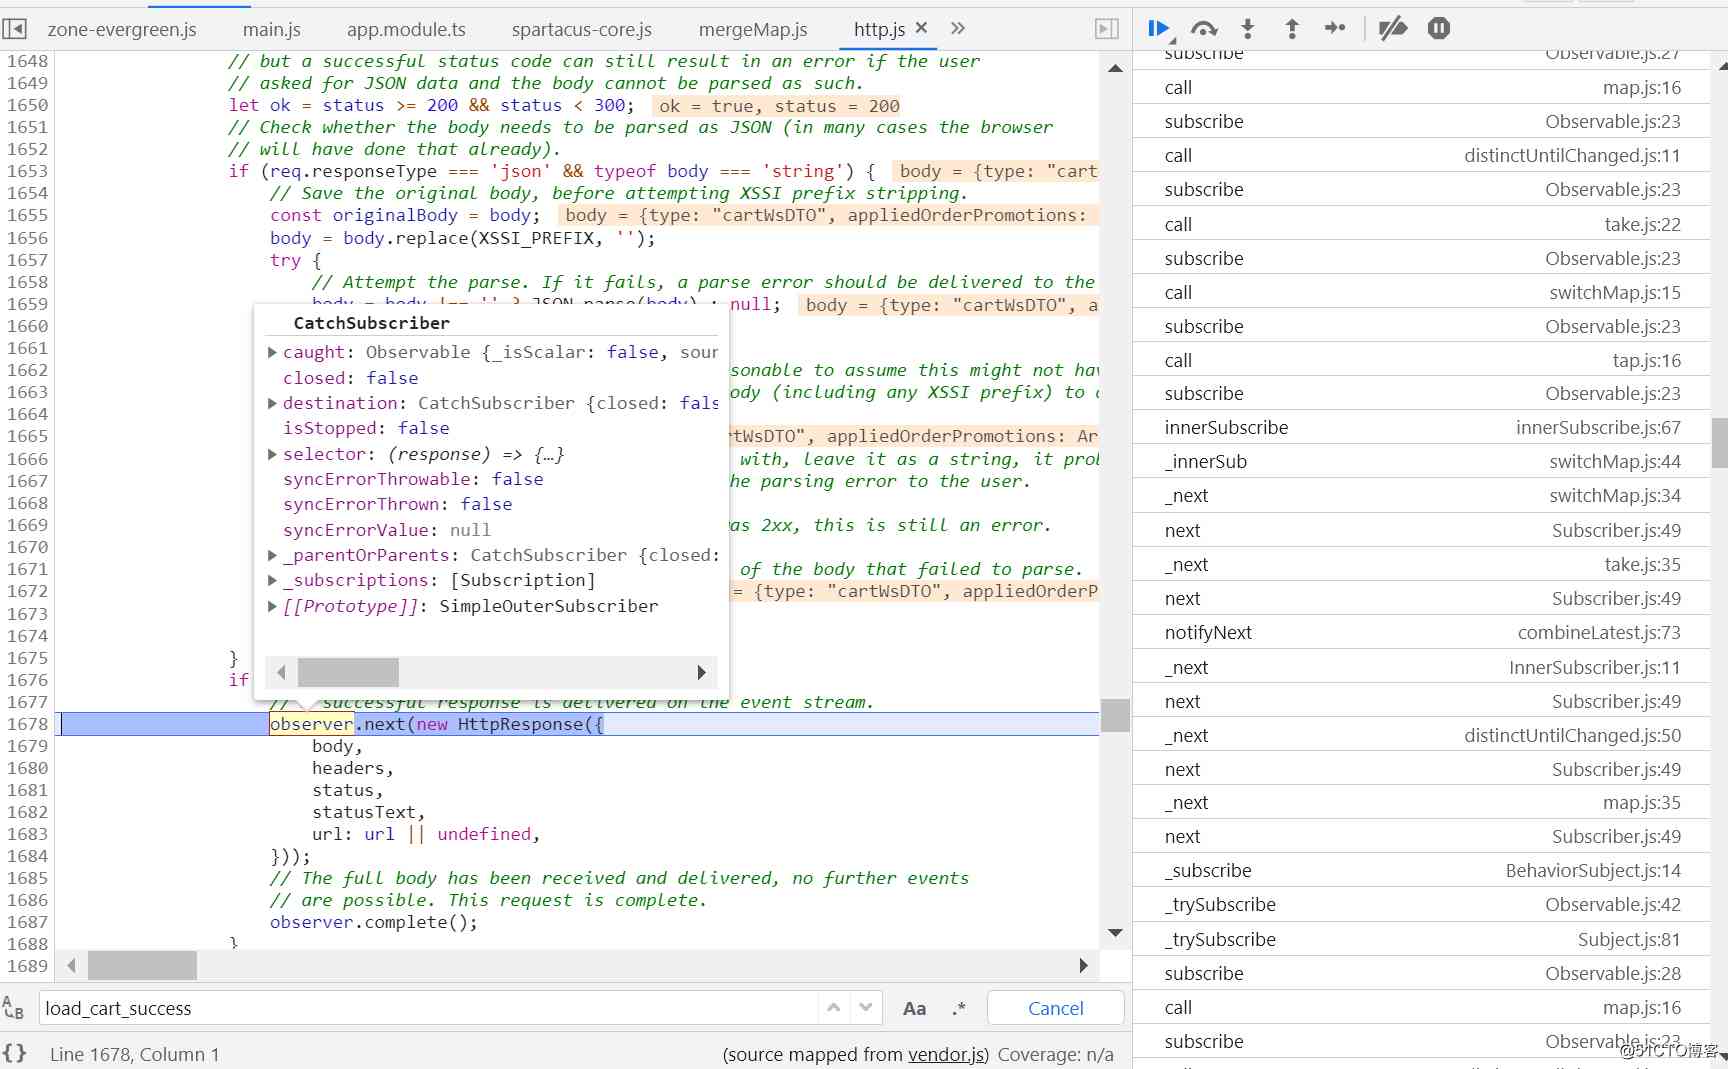 zone-evergreen.js main.js app.module.ts spartacus-core.js mergeMap.js http.js × »
1648 // but a successful status code can still result in an error if the user
1649 // asked for JSON data and the body cannot be parsed as such.
1650 let ok = status >= 200 && status < 300; ok = true, status = 200
1651 // Check whether the body needs to be parsed as JSON (in many cases the browser
1652 // will have done that already).
1653 if (req.responseType === 'json' && typeof body === 'string') { body = {type: "cart
1654 // Save the original body, before attempting XSSI prefix stripping.
1655 const originalBody = body; body = {type: "cartWsDTO", appliedOrderPromotions:
1656 body = body.replace(XSSI_PREFIX, '');
1657 try {
1658 // Attempt the parse. If it fails, a parse error should be delivered to the
1659 body = body !== '' ? JSON.parse(body) : null; body = {type: "cartWsDTO", a
1660
1661
1662 sonable to assume this might not hav
1663 ody (including any XSSI prefix) to
1664
1665 tWsDTO", appliedOrderPromotions: Ar
1666 with, leave it as a string, it prob
1667 he parsing error to the user.
1668
1669 as 2xx, this is still an error.
1670
1671 of the body that failed to parse.
1672 = {type: "cartWsDTO", appliedOrderP
1673
1674
1675 }
1676 if
1677 // successful response is delivered on the event stream.
1678 observer.next(new HttpResponse({
1679 body,
1680 headers,
1681 status,
1682 statusText,
1683 url: url || undefined,
1684 }));
1685 // The full body has been received and delivered, no further events
1686 // are possible. This request is complete.
1687 observer.complete();
1688 }
1689
CatchSubscriber
caught: Observable {_isScalar: false, sour
closed: false
destination: CatchSubscriber {closed: fals
isStopped: false
selector: (response) => {…}
syncErrorThrowable: false
syncErrorThrown: false
syncErrorValue: null
_parentOrParents: CatchSubscriber {closed:
_subscriptions: [Subscription]
[[Prototype]]: SimpleOuterSubscriber
load_cart_success Aa .* Cancel
{} Line 1678, Column 1 (source mapped from vendor.js) Coverage: n/a
subscribe Observable.js:27
call map.js:16
subscribe Observable.js:23
call distinctUntilChanged.js:11
subscribe Observable.js:23
call take.js:22
subscribe Observable.js:23
call switchMap.js:15
subscribe Observable.js:23
call tap.js:16
subscribe Observable.js:23
innerSubscribe innerSubscribe.js:67
_innerSub switchMap.js:44
_next switchMap.js:34
next Subscriber.js:49
_next take.js:35
next Subscriber.js:49
notifyNext combineLatest.js:73
_next InnerSubscriber.js:11
next Subscriber.js:49
_next distinctUntilChanged.js:50
next Subscriber.js:49
_next map.js:35
next Subscriber.js:49
_subscribe BehaviorSubject.js:14
_trySubscribe Observable.js:42
_trySubscribe Subject.js:81
subscribe Observable.js:28
call map.js:16
subscribe Observable.js:23
@51CTO博客